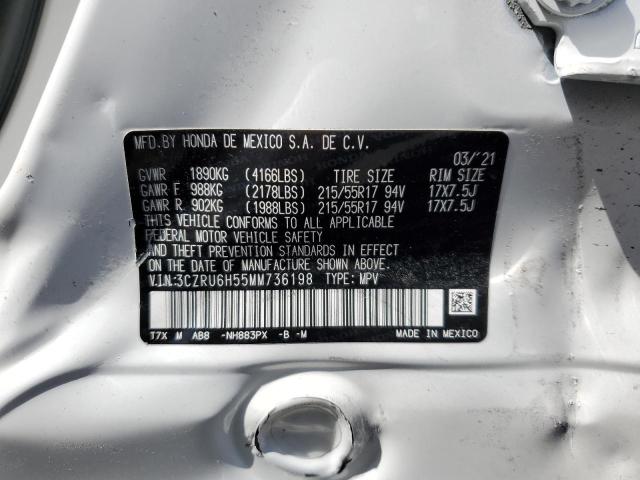 MFD.BY HONDA DE MEXICO S.A. DE C.V.
03/'21
GVWR 1890KG (4166LBS) TIRE SIZE RIM SIZE
GAWR F 988KG (2178LBS) 215/55R17 94V 17X7.5J
GAWR R 902KG (1988LBS) 215/55R17 94V 17X7.5J
THIS VEHICLE CONFORMS TO ALL APPLICABLE
FEDERAL MOTOR VEHICLE SAFETY
AND THEFT PREVENTION STANDARDS IN EFFECT
ON THE DATE OF MANUFACTURE SHOWN ABOVE.
V.I.N:3CZRU6H55MM736198 TYPE: MPV
T7X M AB8 -NH883PX -B -M MADE IN MEXICO